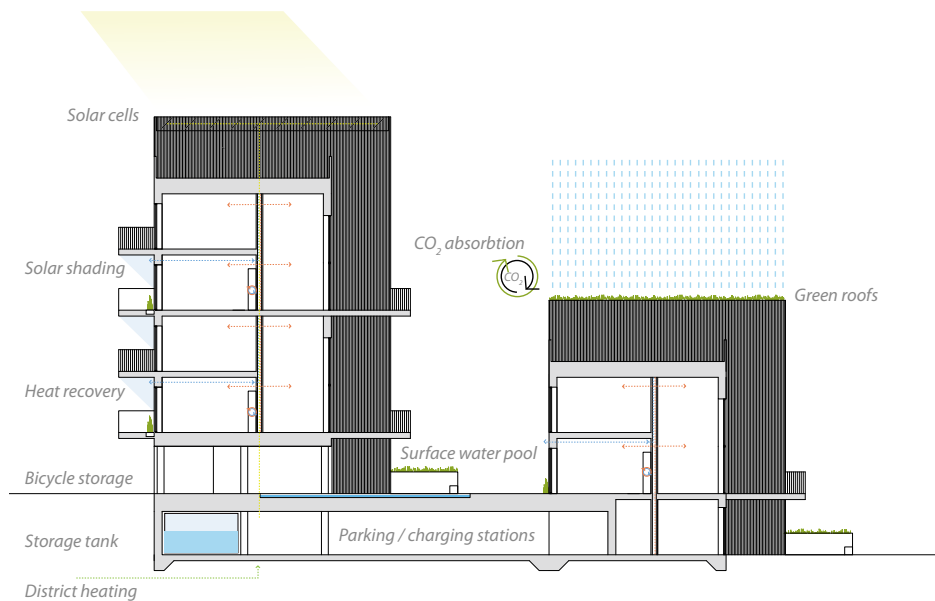 Solar cells
CO₂ absorbtion
Solar shading
CO₂
Green roofs
Heat recovery
Surface water pool
Bicycle storage
Storage tank
Parking / charging stations
District heating